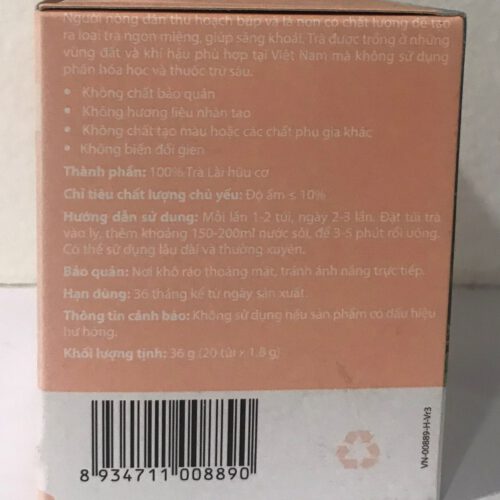 Người nông dân thu hoạch búp và lá non có chất lượng để tạo
ra loại trà ngon miệng, giúp sảng khoái. Trà được trồng ở những
vùng đất và khí hậu phù hợp tại Việt Nam mà không sử dụng
phân hóa học và thuốc trừ sâu.
• Không chất bảo quản
• Không hương liệu nhân tạo
• Không chất tạo màu hoặc các chất phụ gia khác
• Không biến đổi gien
Thành phần: 100% Trà Lài hữu cơ
Chỉ tiêu chất lượng chủ yếu: Độ ẩm ≤ 10%
Hướng dẫn sử dụng: Mỗi lần 1-2 túi, ngày 2-3 lần. Đặt túi trà
vào ly, thêm khoảng 150-200ml nước sôi, để 3-5 phút rồi uống.
Có thể sử dụng lâu dài và thường xuyên.
Bảo quản: Nơi khô ráo thoáng mát, tránh ánh nắng trực tiếp.
Hạn dùng: 36 tháng kể từ ngày sản xuất.
Thông tin cảnh báo: Không sử dụng nếu sản phẩm có dấu hiệu
hư hỏng.
Khối lượng tịnh: 36 g (20 túi x 1.8 g)
8 934711 008890
VN-00889-H-Vr3